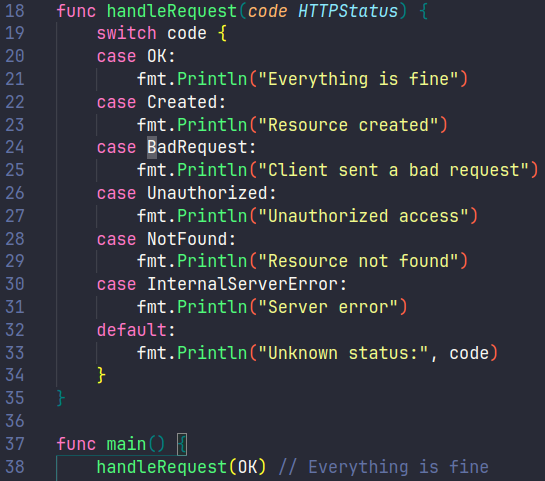 18 func handleRequest(code HTTPStatus) {
19     switch code {
20     case OK:
21         fmt.Println("Everything is fine")
22     case Created:
23         fmt.Println("Resource created")
24     case BadRequest:
25         fmt.Println("Client sent a bad request")
26     case Unauthorized:
27         fmt.Println("Unauthorized access")
28     case NotFound:
29         fmt.Println("Resource not found")
30     case InternalServerError:
31         fmt.Println("Server error")
32     default:
33         fmt.Println("Unknown status:", code)
34     }
35 }
36
37 func main() {
38     handleRequest(OK) // Everything is fine